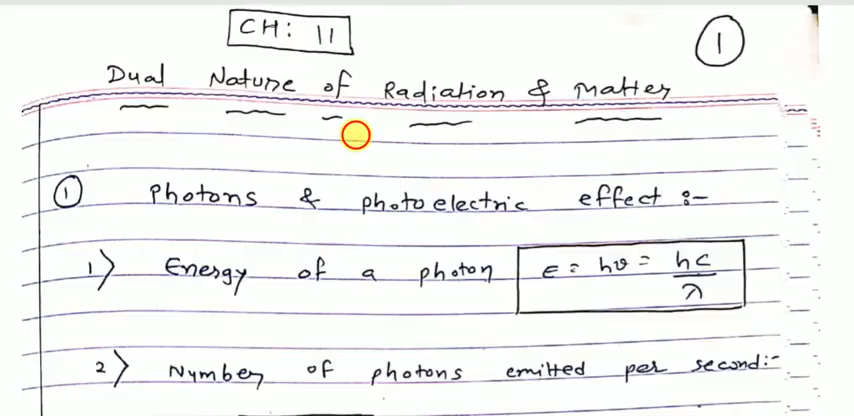 CH: 11
1
Dual Nature of Radiation & Matter
1 Photons & photoelectric effect :-
1) Energy of a photon E = hν = hc/λ
2) Nymber of photons emitted per second:-